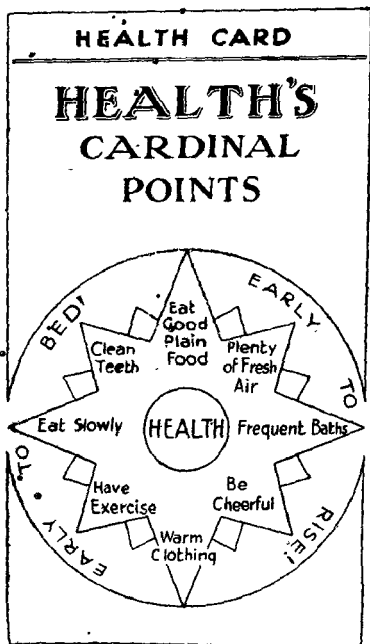 HEALTH CARD
HEALTH'S
CARDINAL
POINTS
EARLY TO
BED!
EARLY
TO
RISE!
Eat
Good
Plain
Food
Plenty
of Fresh
Air
Frequent Baths
Be
Cheerful
Warm
Clothing
Have
Exercise
Eat Slowly
Clean
Teeth
HEALTH